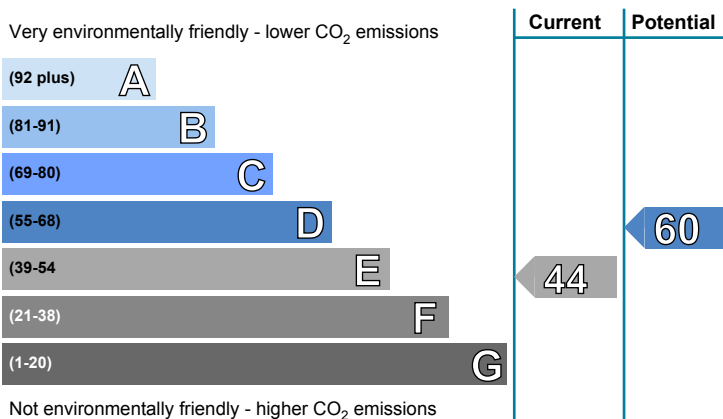 Current Potential
Very environmentally friendly - lower CO2 emissions
(92 plus) A
(81-91) B
(69-80) C
(55-68) D
60
(39-54 E
44
(21-38) F
(1-20) G
Not environmentally friendly - higher CO2 emissions